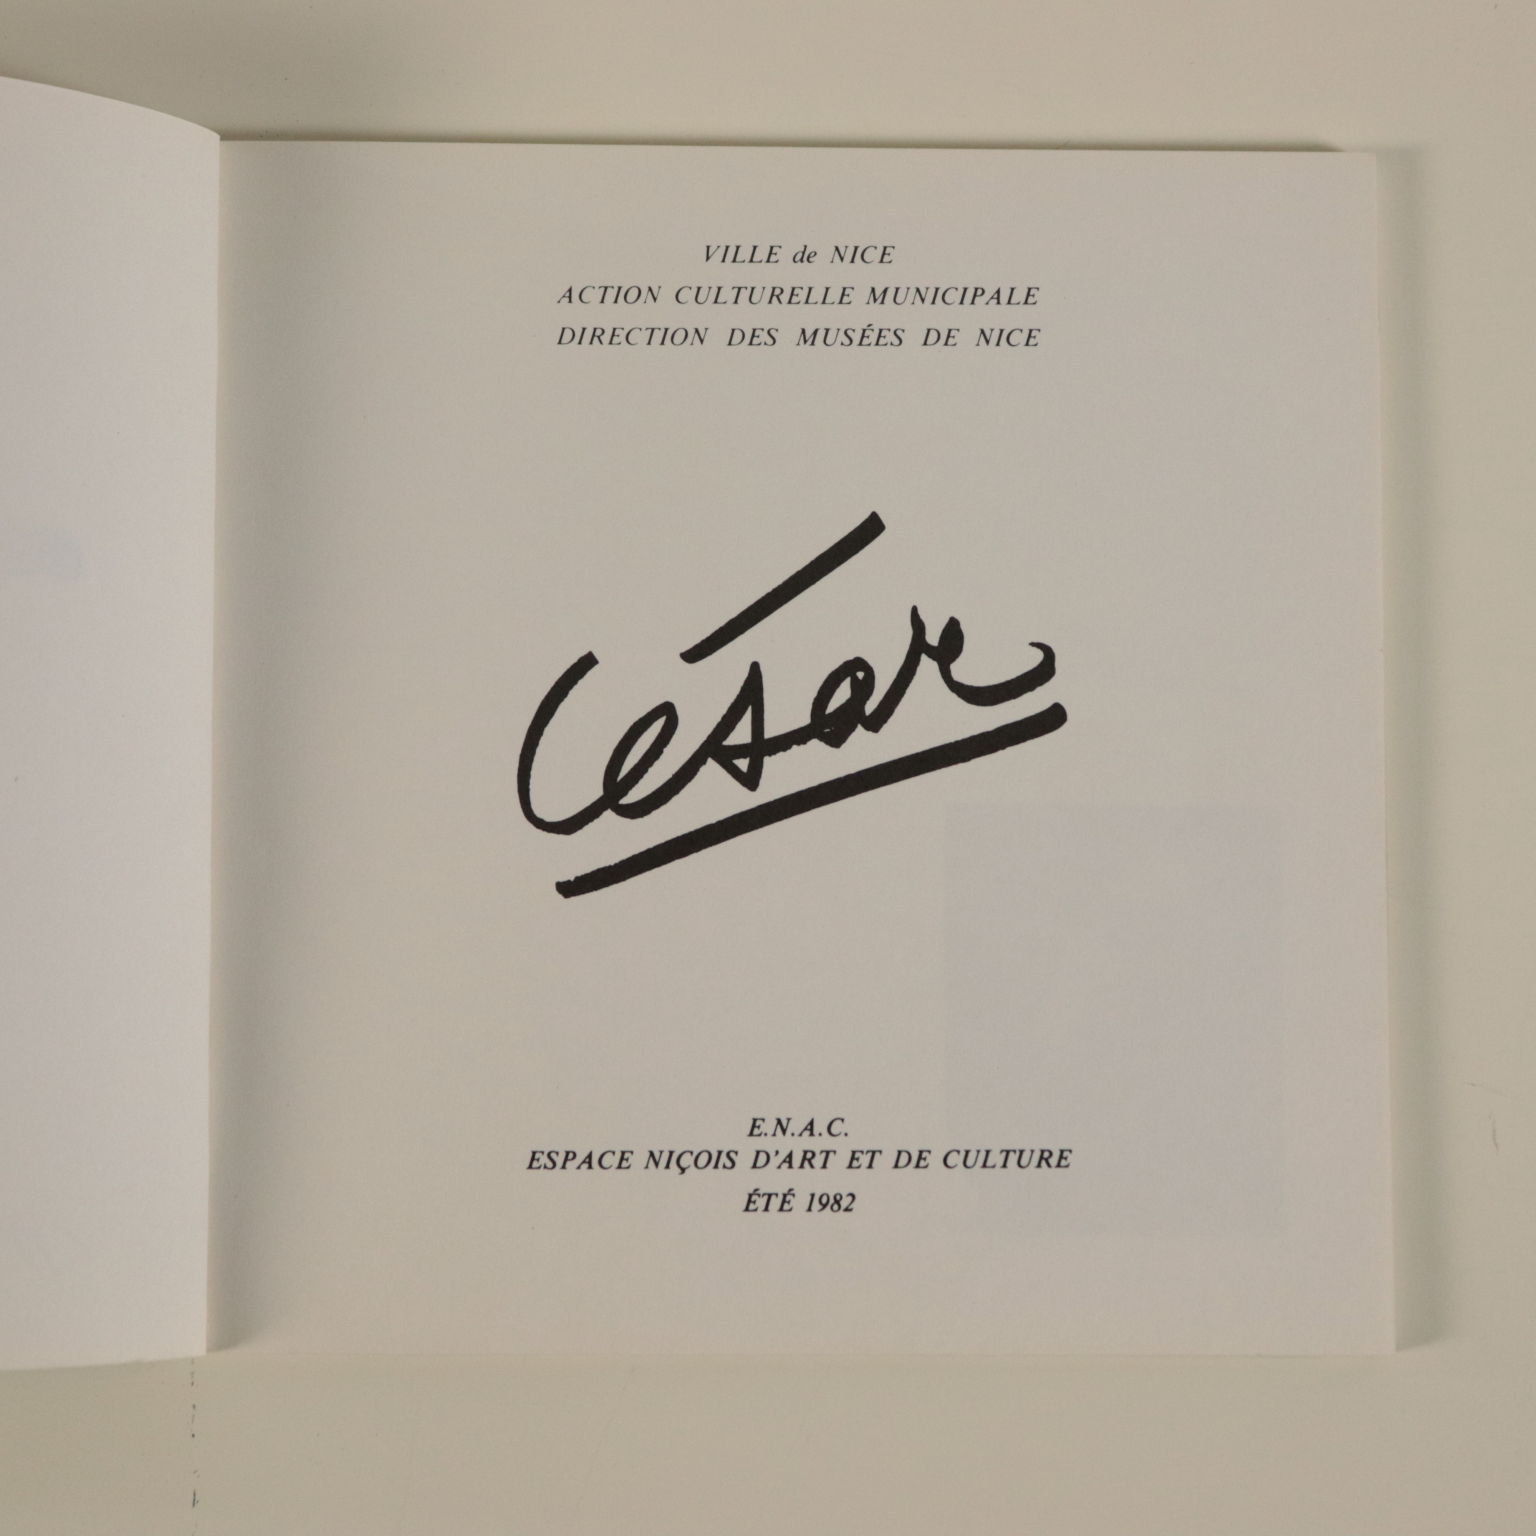 VILLE de NICE
ACTION CULTURELLE MUNICIPALE
DIRECTION DES MUSÉES DE NICE
César
E.N.A.C.
ESPACE NIÇOIS D'ART ET DE CULTURE
ÉTÉ 1982